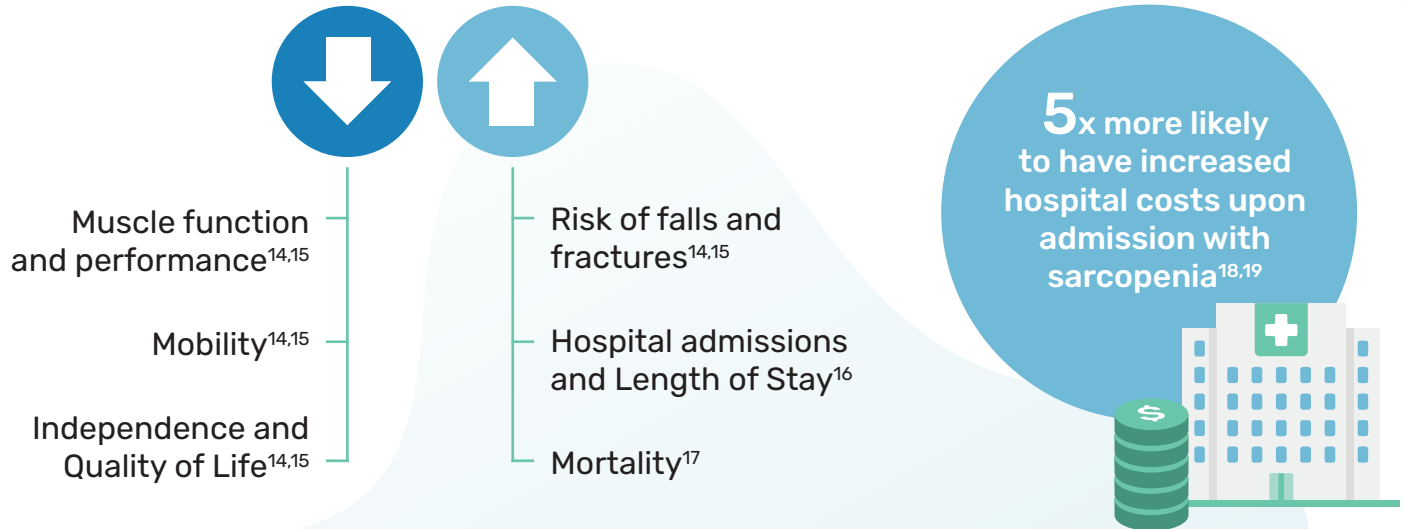 Muscle function
and performance14,15
Mobility14,15
Independence and
Quality of Life14,15
Risk of falls and
fractures14,15
Hospital admissions
and Length of Stay16
Mortality17
5x more likely
to have increased
hospital costs upon
admission with
sarcopenia18,19
$